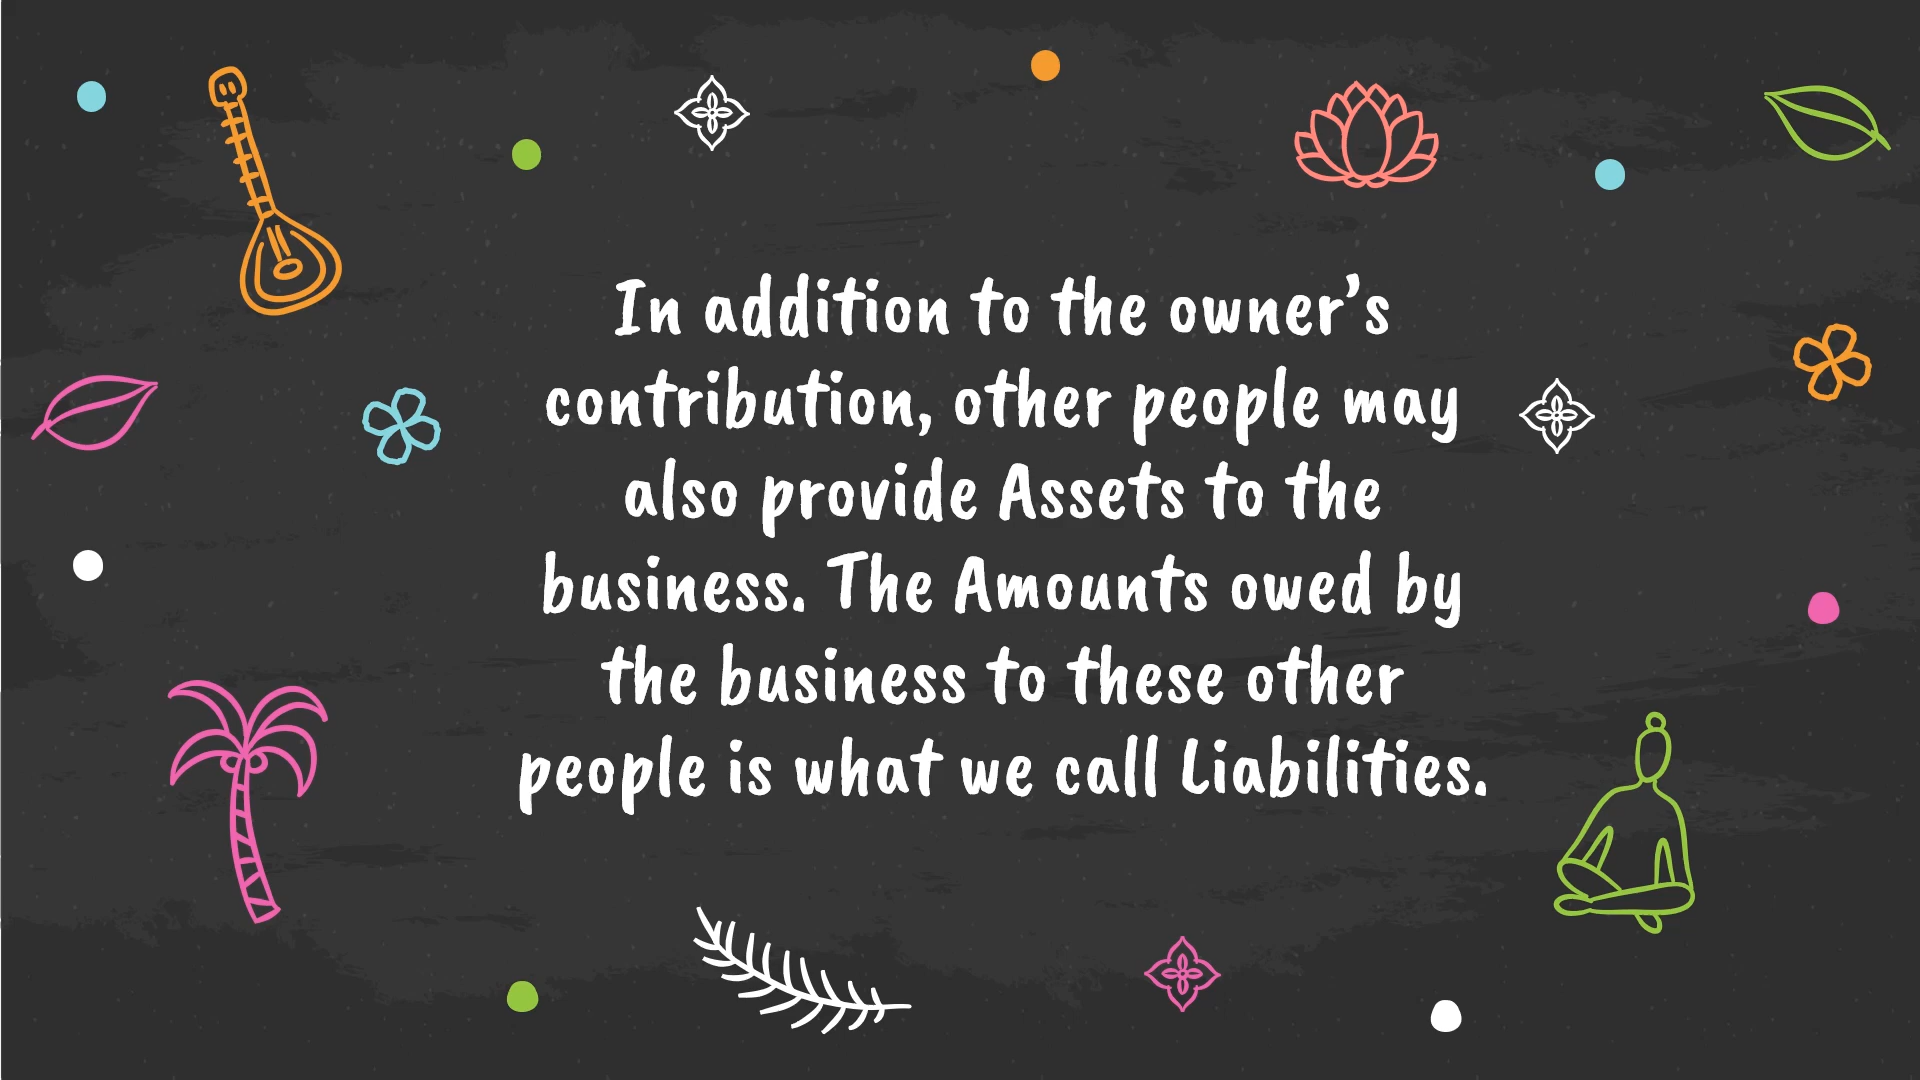 In addition to the owner’s
contribution, other people may
also provide Assets to the
business. The Amounts owed by
the business to these other
people is what we call Liabilities.